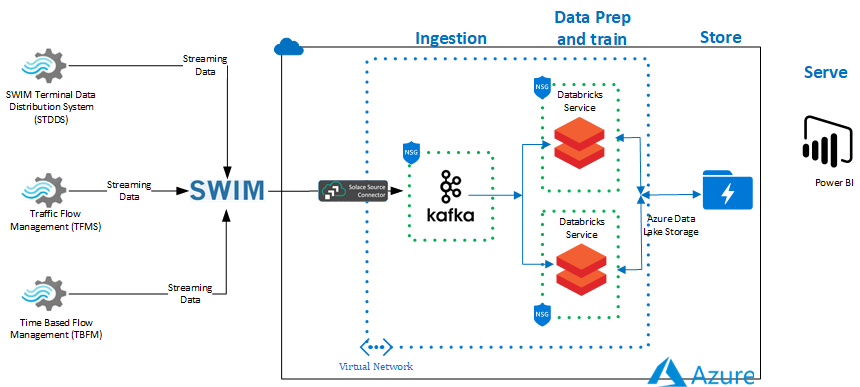 Data Prep
and train
Ingestion
Store
Serve
Streaming
Data
SWIM Terminal Data
Distribution System
(STDDS)
Streaming
Data
Traffic Flow
Management (TFMS)
SWIM
Solace Source
Connector
NSG
kafka
NSG
Databricks
Service
Databricks
Service
NSG
Azure Data
Lake Storage
Power BI
Streaming
Data
Time Based Flow
Management (TBFM)
Virtual Network
Azure